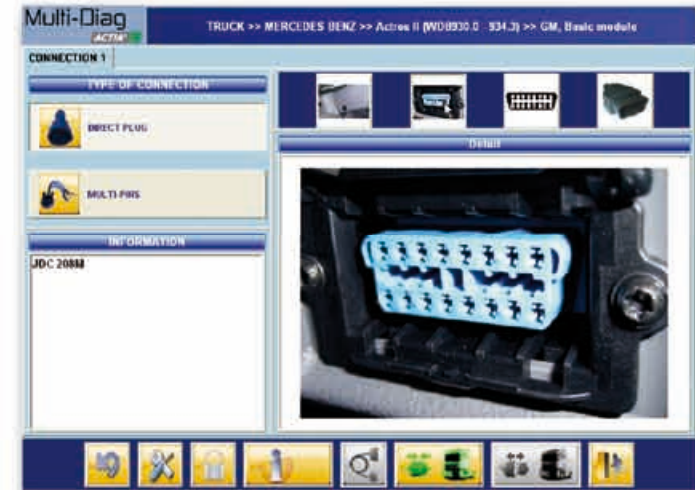 Multi-Diag
ACTIA
TRUCK >> MERCEDES BENZ >> Actros II (WDB930.0 - 934.3) >> GM, Basic module
CONNECTION 1
TYPE OF CONNECTION
DIRECT PLUG
MULTI-PINS
INFORMATION
JDC 208M
Detail